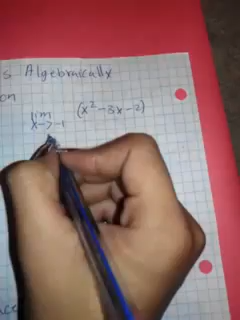 s Algebraically
on
lim (x² - 3x - 2)
x -> -1